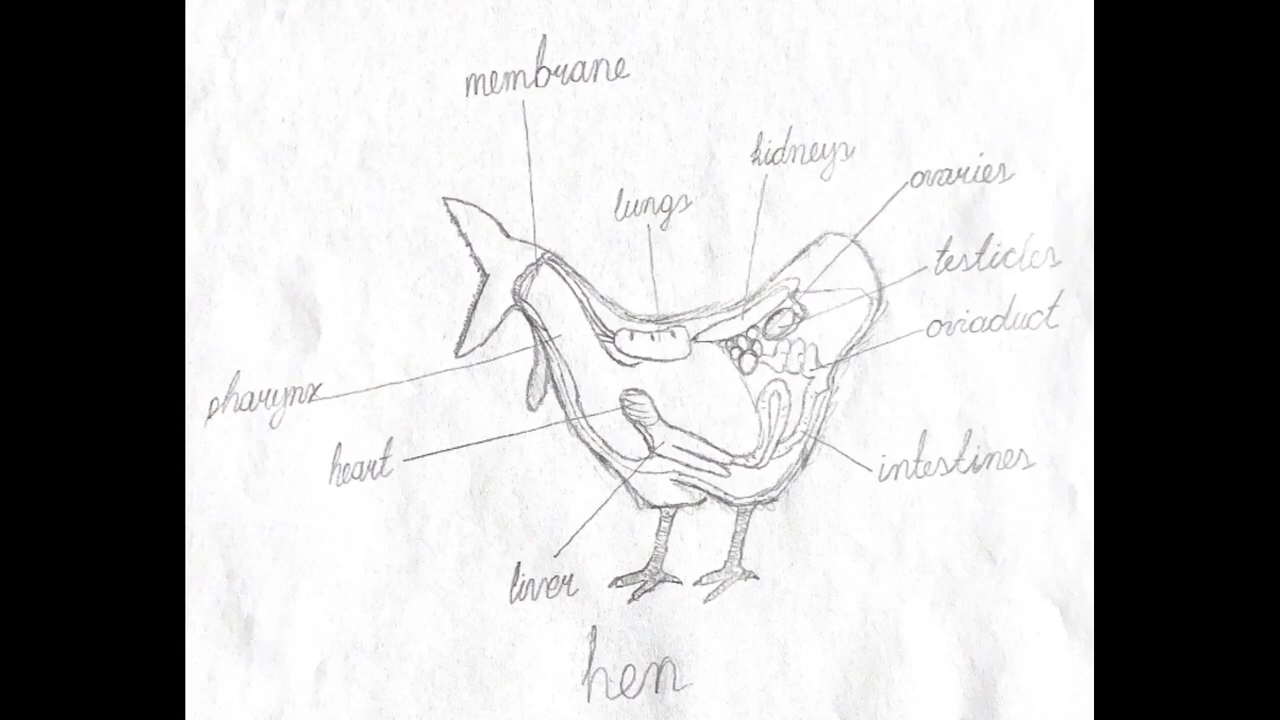 membrane
kidneys
ovaries
lungs
testicles
oviaduct
pharynx
heart
intestines
liver
hen